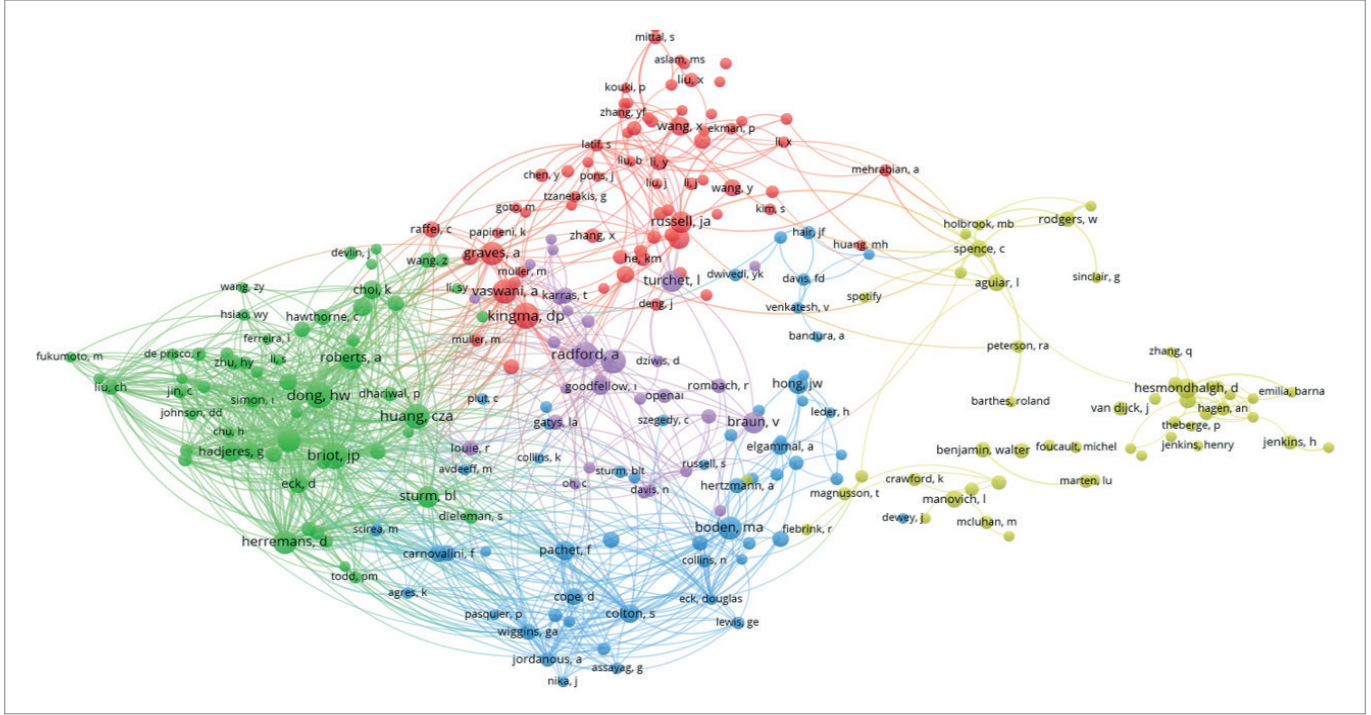 mittal, s
aslam, ms
liu, x
kouki, p
zhang, yf
wang, x
ekman, p
latif, s
li, x
liu, b
li, y
mehrabian, a
chen, y
pons, j
liu, j
li, j
wang, y
tzanetakis, g
goto, m
kim, s
rodgers, w
holbrook, mb
raffel, c
papineni, k
zhang, x
russell, ja
hair, jf
huang, mh
spence, c
devlin, j
wang, z
graves, a
he, km
muller, m
dwivedi, yk
davis, fd
sinclair, g
turchet, l
aguiar, l
wang, zy
choi, k
li, sy
vaswani, a
karras, t
deng, j
venkatesh, v
spotify
hsiao, wy
hawthorne, c
kingma, dp
bandura, a
ferreira, l
muller, m
peterson, ra
fukumoto, m
de prisco, r
zhu, hy
li, s
roberts, a
radford, a
dziwis, d
zhang, q
liu, ch
jin, c
goodfellow, i
rombach, r
hong, jw
hesmondhalgh, d
emilia, barna
simon, i
dong, hw
dhariwal, p
plut, c
openai
barthes, roland
van dijck, j
hagen, an
johnson, dd
huang, cza
gatys, la
szegedy, c
braun, v
leder, h
theberge, p
chu, h
hadjeres, g
briot, jp
louie, r
elgammal, a
benjamin, walter
foucault, michel
jenkins, henry
jenkins, h
avdeeff, m
collins, k
sturm, blt
russell, s
eck, d
oh, c
davis, n
hertzmann, a
magnusson, t
crawford, k
marten, lu
sturm, bl
manovich, l
dieleman, s
dewey, j
mcluhan, m
scirea, m
boden, ma
fiebrink, r
herremans, d
carnovalini, f
pachet, f
collins, n
todd, pm
agres, k
cope, d
eck, douglas
pasquier, p
colton, s
lewis, ge
wiggins, ga
jordanous, a
assayag, g
nika, j